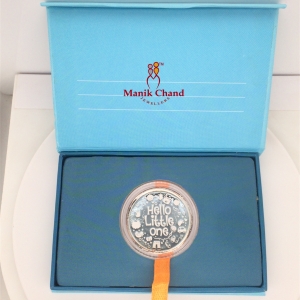 Manik Chand
JEWELLERS
Hello
Little
one